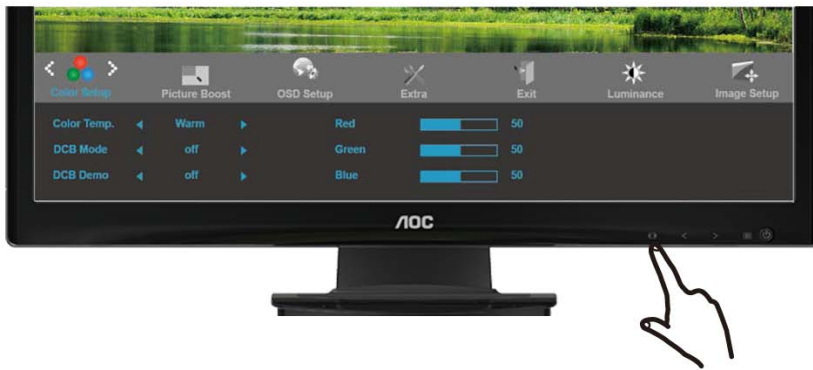 Color Setup Picture Boost OSD Setup Extra Exit Luminance Image Setup
Color Temp. Warm Red 50
DCB Mode off Green 50
DCB Demo off Blue 50
AOC